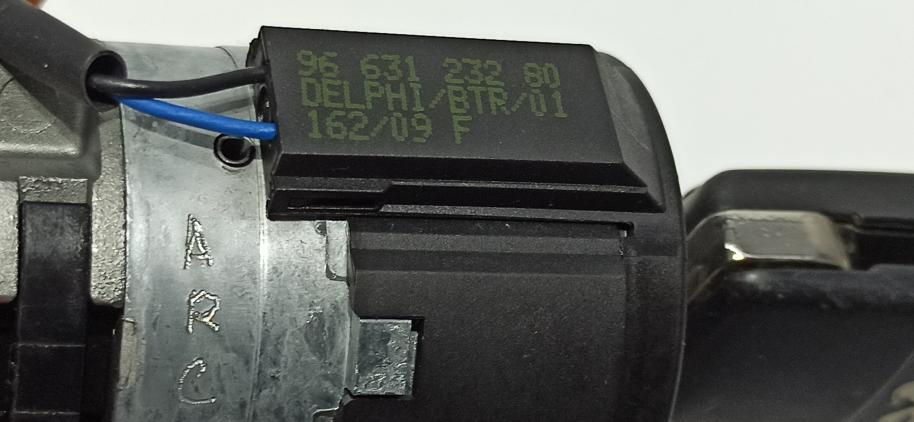 96 631 232 80
DELPHI/BTR/01
162/09 F
A
R
C